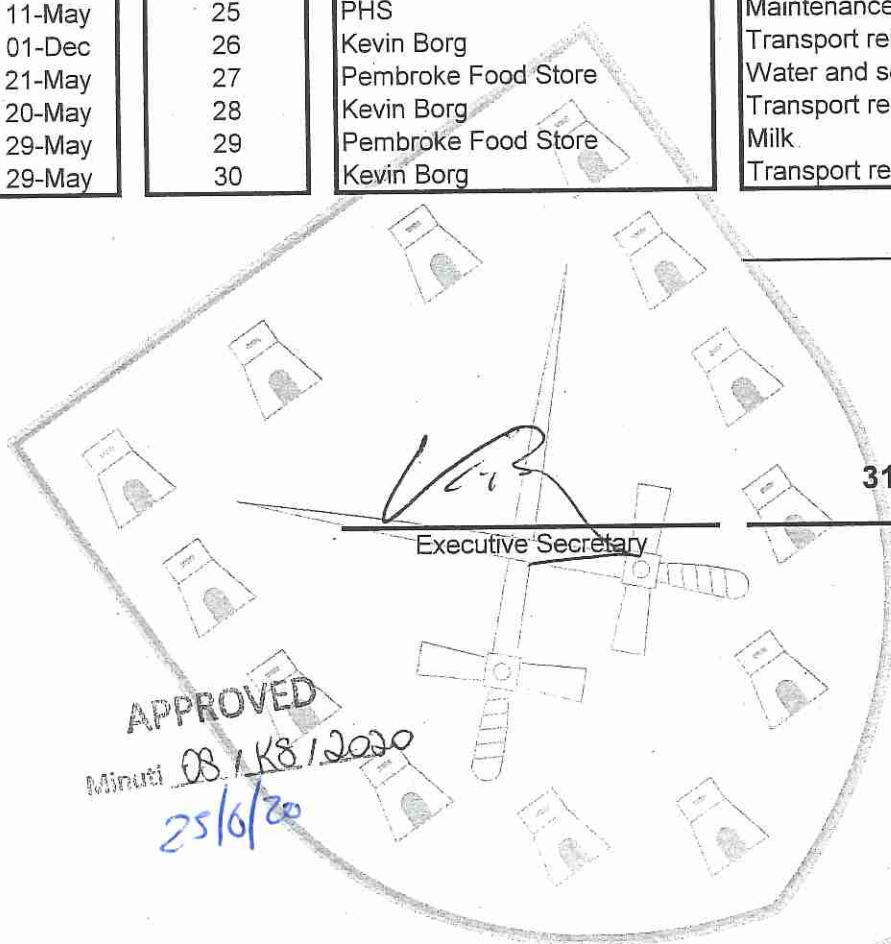 11-May 25 PHS Maintenance
01-Dec 26 Kevin Borg Transport re
21-May 27 Pembroke Food Store Water and s
20-May 28 Kevin Borg Transport re
29-May 29 Pembroke Food Store Milk
29-May 30 Kevin Borg Transport re
31
Executive Secretary
APPROVED
Minuti 08/K8/2020
25/6/20